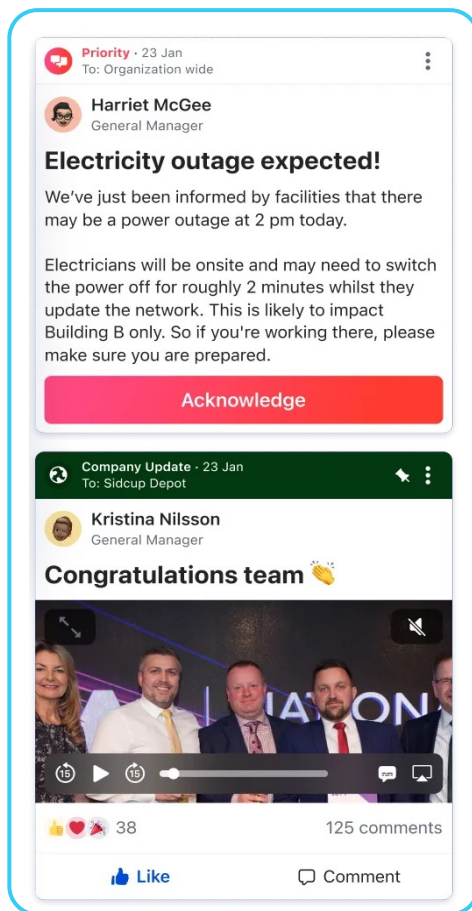 Priority · 23 Jan
To: Organization wide
Harriet McGee
General Manager
Electricity outage expected!
We’ve just been informed by facilities that there
may be a power outage at 2 pm today.
Electricians will be onsite and may need to switch
the power off for roughly 2 minutes whilst they
update the network. This is likely to impact
Building B only. So if you're working there, please
make sure you are prepared.
Acknowledge
Company Update · 23 Jan
To: Sidcup Depot
Kristina Nilsson
General Manager
Congratulations team 👏
15
15
38
125 comments
Like
Comment